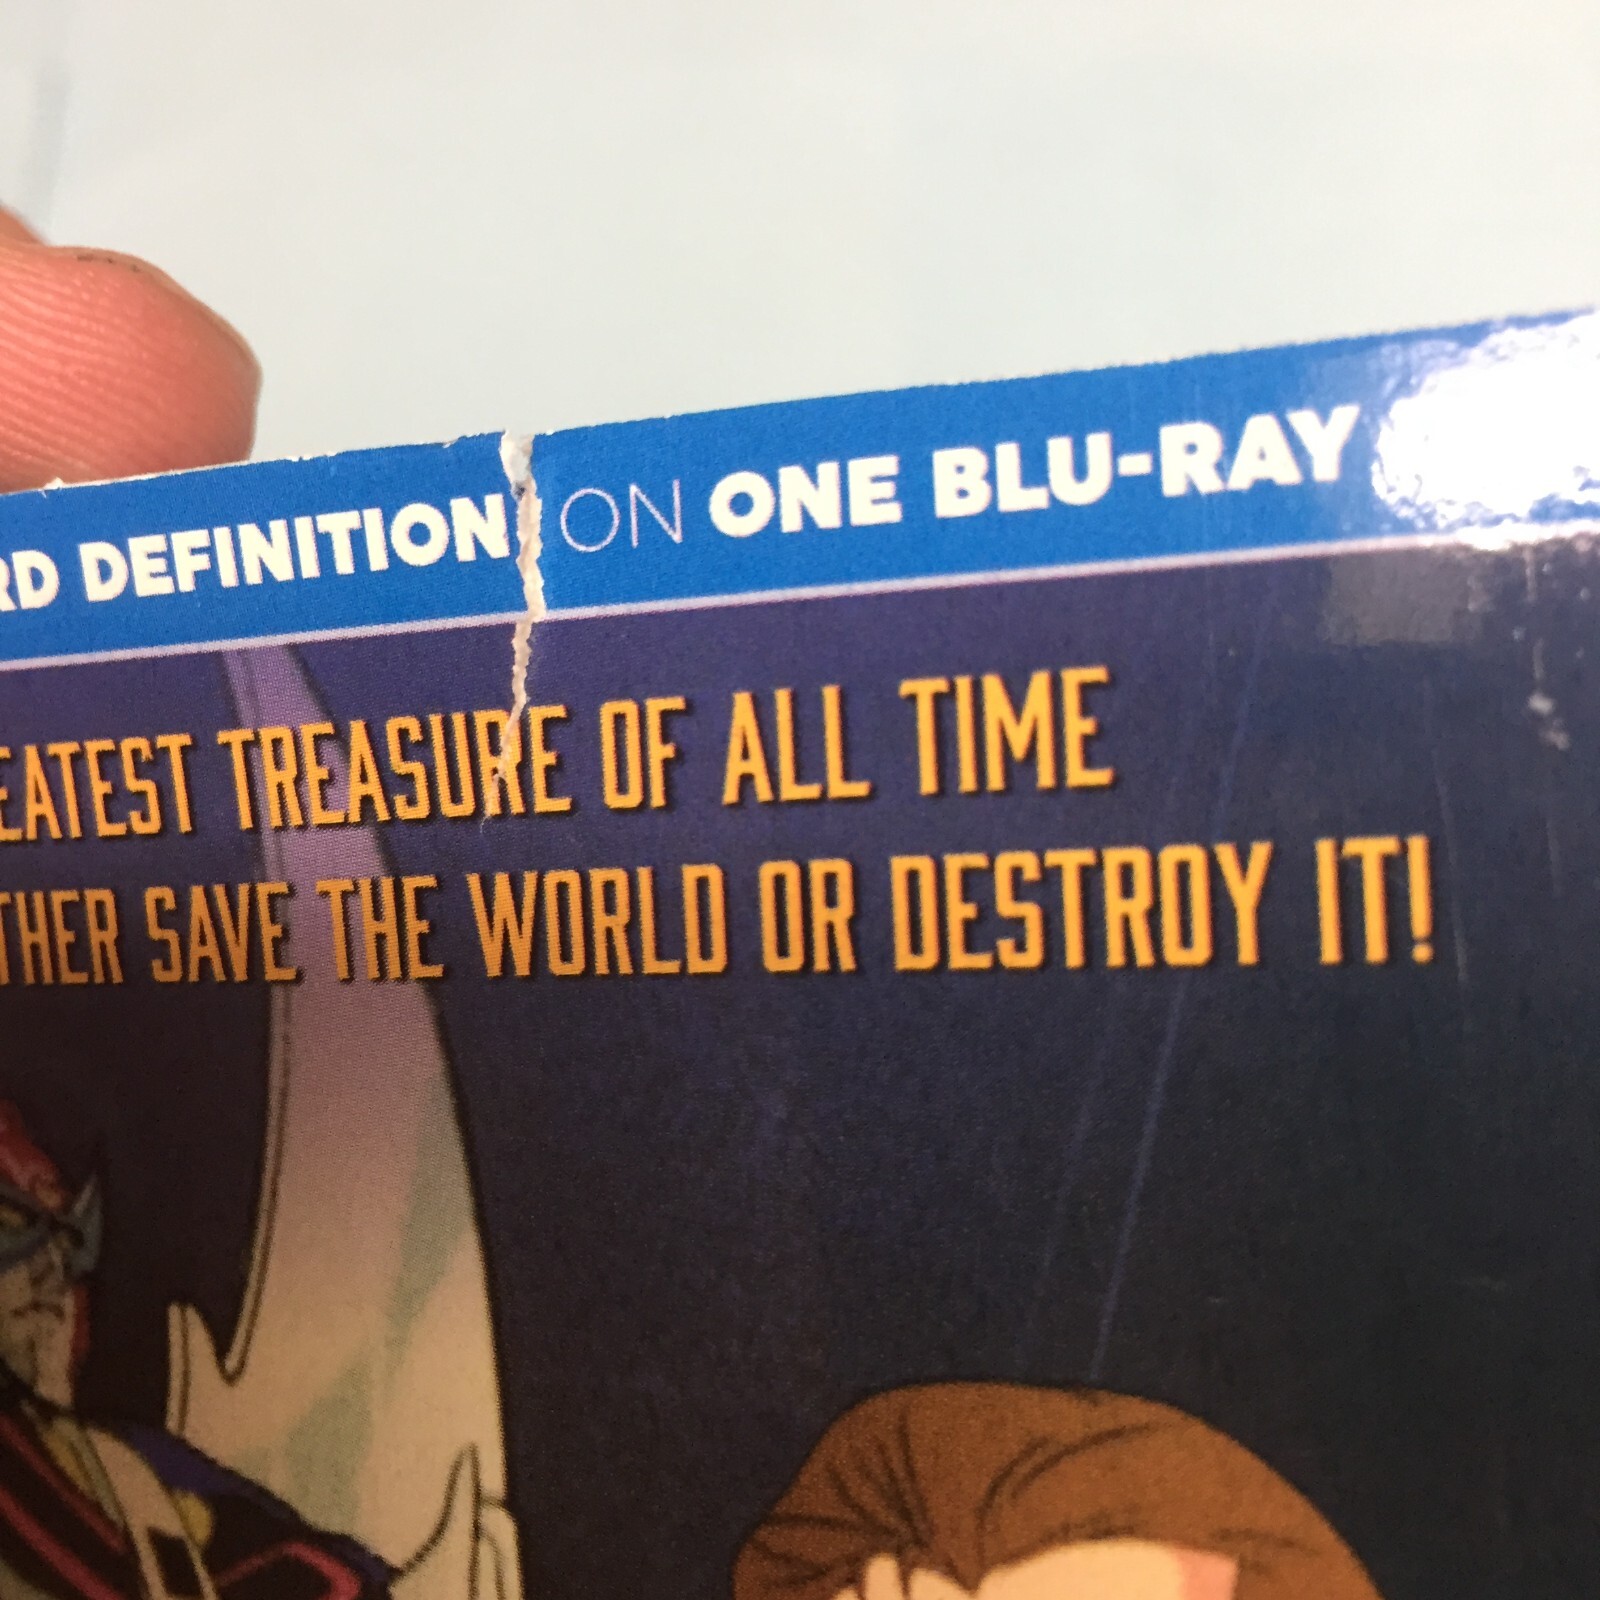 RD DEFINITION ON ONE BLU-RAY
EATEST TREASURE OF ALL TIME
THER SAVE THE WORLD OR DESTROY IT!